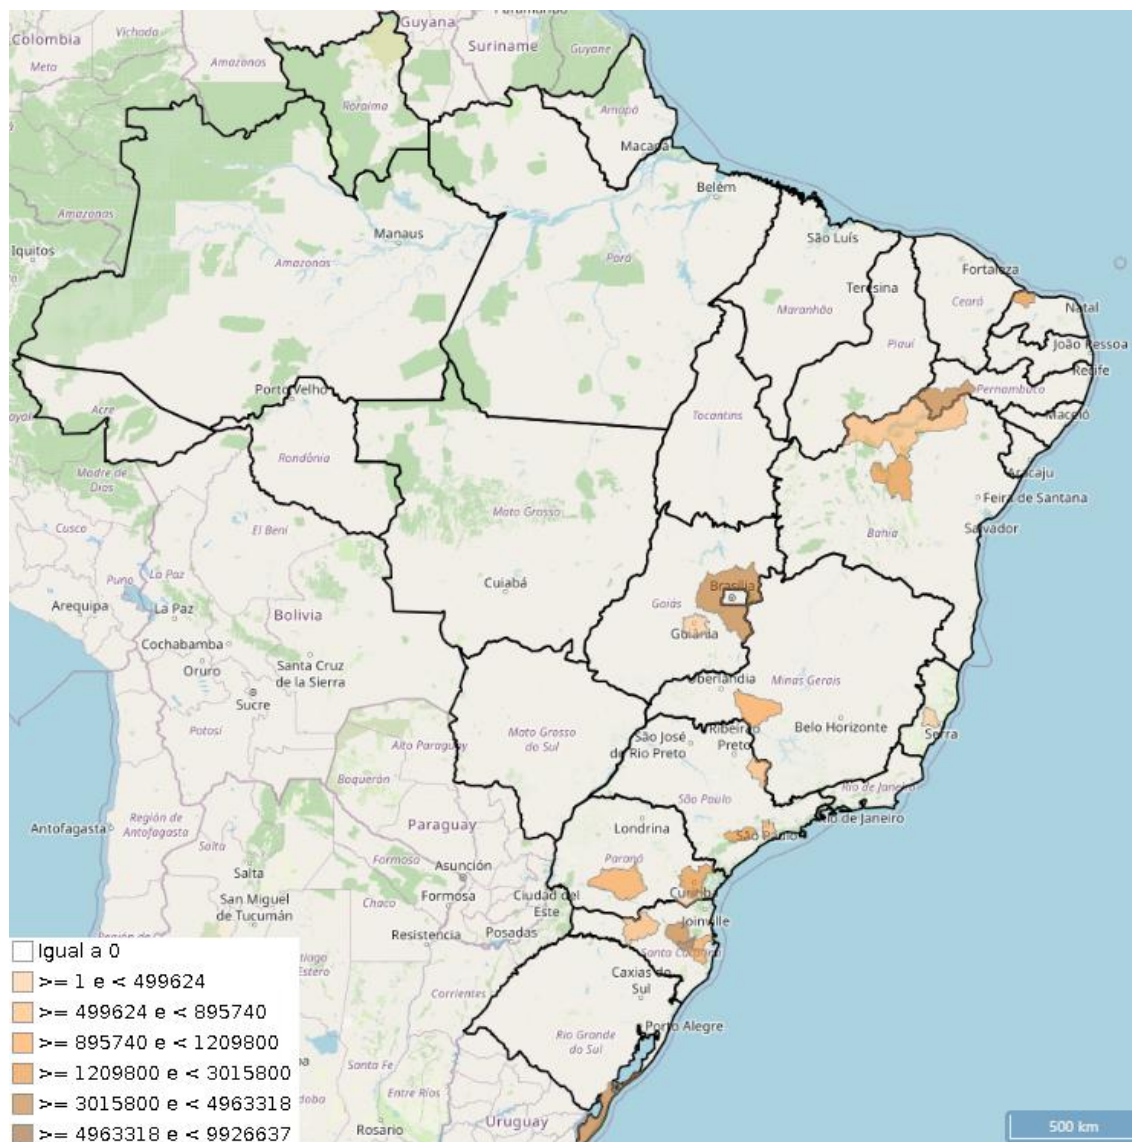 Guyana
Colombia
Vichada
Suriname
Guyane
Meta
Amazonas
Roraima
Amapá
Macapá
Belém
Amazonas
Iquitos
Manaus
São Luís
Amazonas
Pará
Fortaleza
Teresina
Ceará
Natal
Maranhão
João Pessoa
Piauí
Recife
Porto Velho
Pernambuco
Acre
Tocantins
Maceió
Rondônia
Aracaju
Madre de
Dios
Feira de Santana
Mato Grosso
Cusco
El Beni
Salvador
Bahia
Puno
La Paz
Cuiabá
Brasília
Arequipa
La Paz
Bolivia
Goiás
Goiânia
Cochabamba
Oruro
Santa Cruz
de la Sierra
Uberlândia
Minas Gerais
Sucre
Potosí
Belo Horizonte
Serra
Alto Paraguay
Mato Grosso
do Sul
São José
do Rio Preto
Ribeirão
Preto
Boquerón
Rio de Janeiro
São Paulo
Antofagasta
Región de
Antofagasta
Paraguay
Londrina
São Paulo
Rio de Janeiro
Salta
Salta
Formosa
Asunción
Paraná
San Miguel
de Tucumán
Chaco
Formosa
Ciudad del
Este
Curitiba
Resistencia
Posadas
Joinville
Santa Catarina
Caxias do
Sul
Corrientes
Porto Alegre
Rio Grande
do Sul
Santa Fe
Entre Ríos
Uruguay
Rosario
Igual a 0
>= 1 e < 499624
>= 499624 e < 895740
>= 895740 e < 1209800
>= 1209800 e < 3015800
>= 3015800 e < 4963318
>= 4963318 e < 9926637
500 km